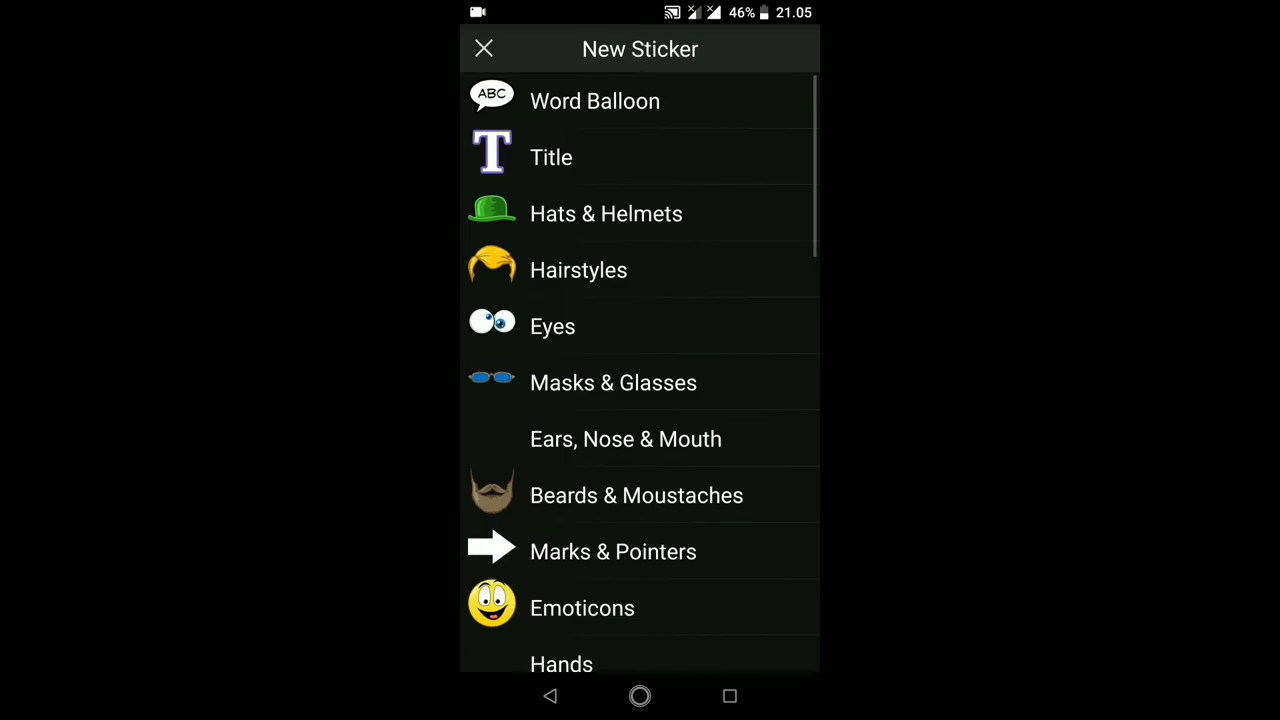 46% 21.05
New Sticker
ABC
Word Balloon
T
Title
Hats & Helmets
Hairstyles
Eyes
Masks & Glasses
Ears, Nose & Mouth
Beards & Moustaches
Marks & Pointers
Emoticons
Hands